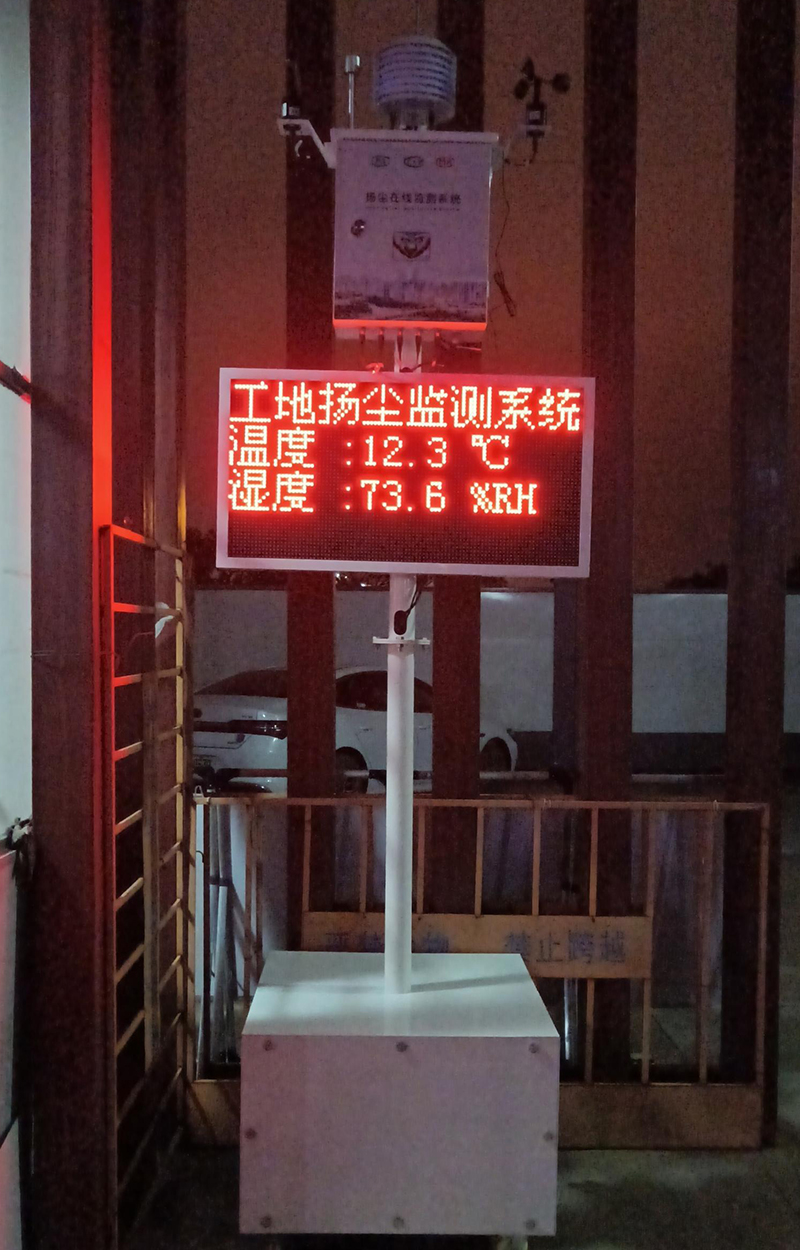 扬尘在线监测系统
工地扬尘监测系统
温度 :12.3 ℃
湿度 :73.6 %RH
禁止跨越